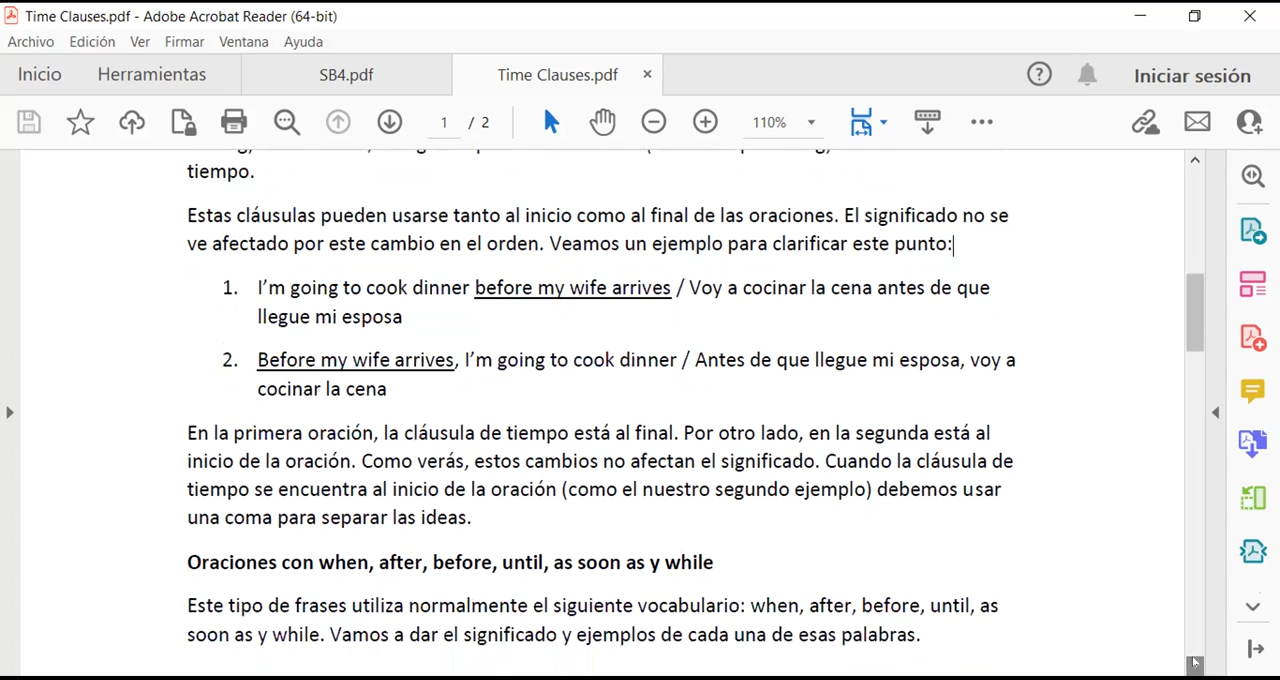 Time Clauses.pdf - Adobe Acrobat Reader (64-bit)
Archivo Edición Ver Firmar Ventana Ayuda
Inicio Herramientas SB4.pdf Time Clauses.pdf × Iniciar sesión
1 / 2 110%
tiempo.
Estas cláusulas pueden usarse tanto al inicio como al final de las oraciones. El significado no se
ve afectado por este cambio en el orden. Veamos un ejemplo para clarificar este punto:
1. I'm going to cook dinner before my wife arrives / Voy a cocinar la cena antes de que
llegue mi esposa
2. Before my wife arrives, I'm going to cook dinner / Antes de que llegue mi esposa, voy a
cocinar la cena
En la primera oración, la cláusula de tiempo está al final. Por otro lado, en la segunda está al
inicio de la oración. Como verás, estos cambios no afectan el significado. Cuando la cláusula de
tiempo se encuentra al inicio de la oración (como el nuestro segundo ejemplo) debemos usar
una coma para separar las ideas.
Oraciones con when, after, before, until, as soon as y while
Este tipo de frases utiliza normalmente el siguiente vocabulario: when, after, before, until, as
soon as y while. Vamos a dar el significado y ejemplos de cada una de esas palabras.